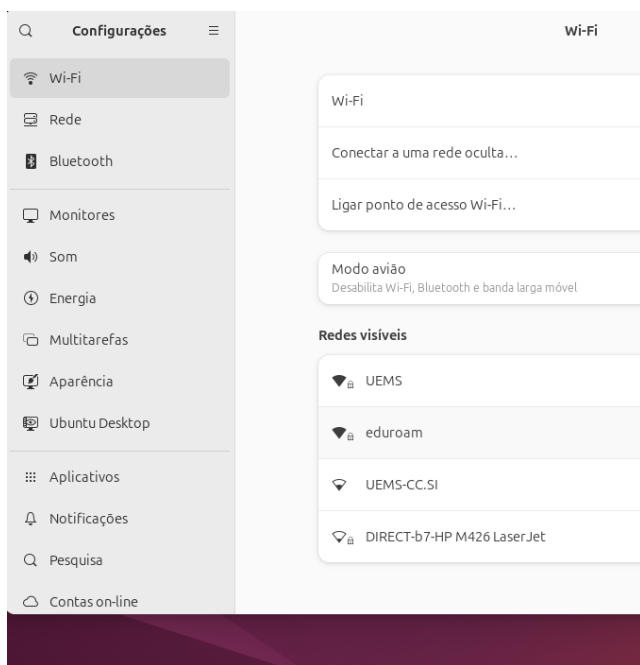 Configurações
Wi-Fi
Rede
Bluetooth
Monitores
Som
Energia
Multitarefas
Aparência
Ubuntu Desktop
Aplicativos
Notificações
Pesquisa
Contas on-line
Wi-Fi
Wi-Fi
Conectar a uma rede oculta…
Ligar ponto de acesso Wi-Fi…
Modo avião
Desabilita Wi-Fi, Bluetooth e banda larga móvel
Redes visíveis
UEMS
eduroam
UEMS-CC.SI
DIRECT-b7-HP M426 LaserJet